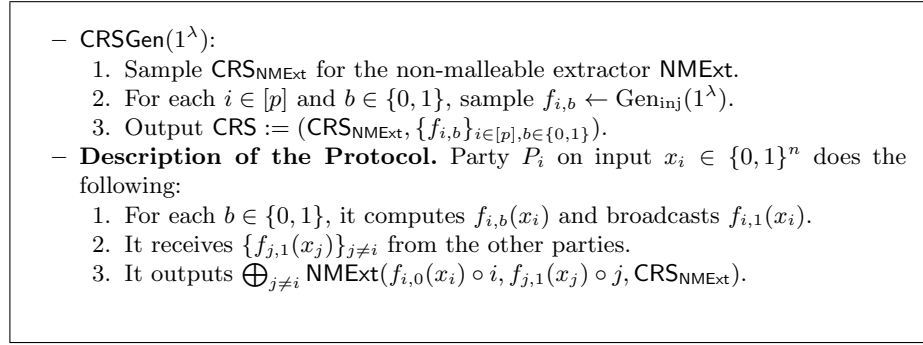 – CRSGen(1^λ):
1. Sample CRS_NMExt for the non-malleable extractor NMExt.
2. For each i ∈ [p] and b ∈ {0, 1}, sample f_{i,b} ← Gen_inj(1^λ).
3. Output CRS := (CRS_NMExt, {f_{i,b}}_{i∈[p],b∈{0,1}}).
– Description of the Protocol. Party P_i on input x_i ∈ {0, 1}^n does the
following:
1. For each b ∈ {0, 1}, it computes f_{i,b}(x_i) and broadcasts f_{i,1}(x_i).
2. It receives {f_{j,1}(x_j)}_{j≠i} from the other parties.
3. It outputs ⊕_{j≠i} NMExt(f_{i,0}(x_i) ∘ i, f_{j,1}(x_j) ∘ j, CRS_NMExt).